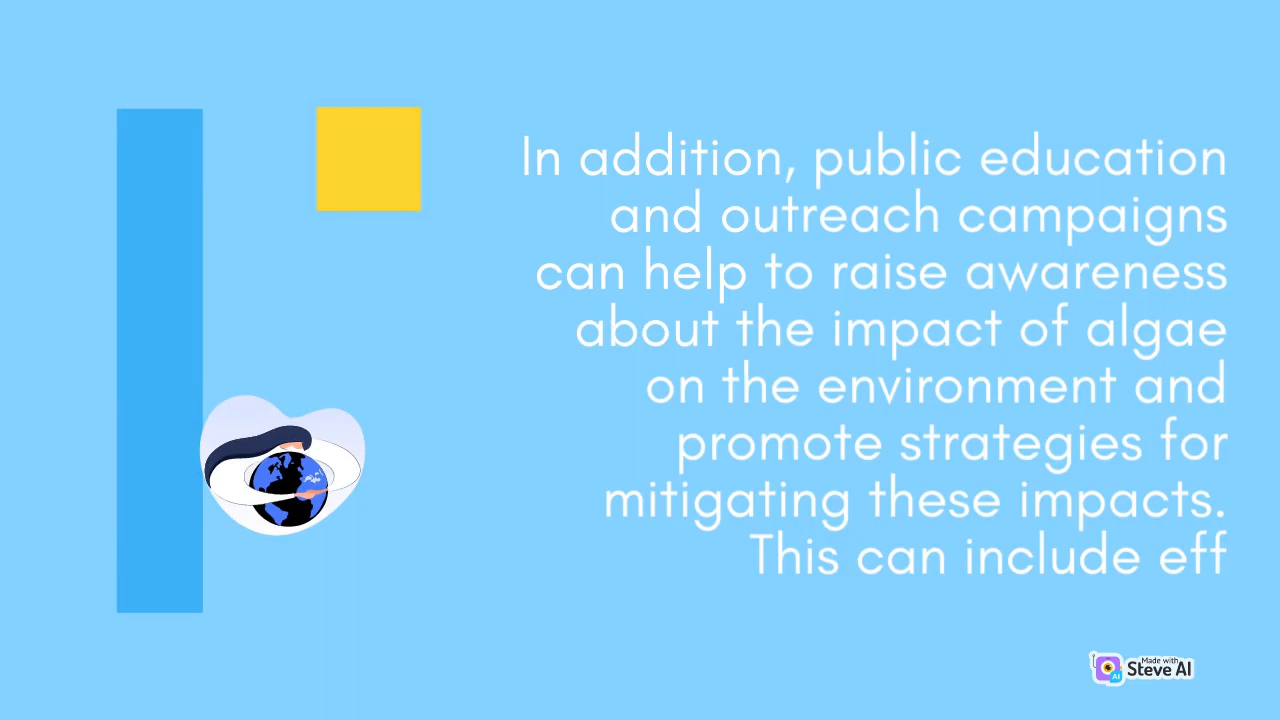 In addition, public education
and outreach campaigns
can help to raise awareness
about the impact of algae
on the environment and
promote strategies for
mitigating these impacts.
This can include eff
Made with
Steve AI
AI